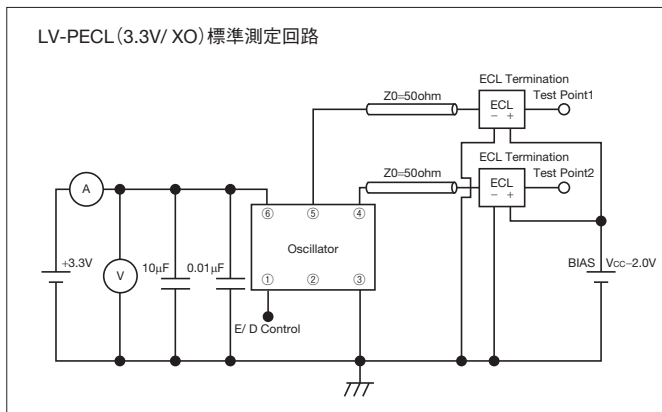 LV-PECL(3.3V/ XO)標準測定回路
ECL Termination
Z0=50ohm
Test Point1
ECL
− +
ECL Termination
Z0=50ohm
Test Point2
ECL
− +
A
⑥ ⑤ ④
Oscillator
+3.3V
V
10μF
0.01μF
① ② ③
BIAS
Vcc−2.0V
E/ D Control